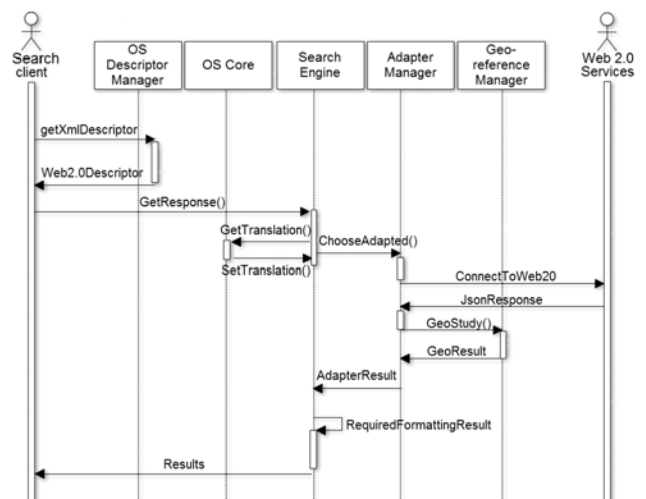 Search
client
OS
Descriptor
Manager
OS Core
Search
Engine
Adapter
Manager
Geo-
reference
Manager
Web 2.0
Services
getXmlDescriptor
Web2.0Descriptor
GetResponse()
GetTranslation()
ChooseAdapted()
SetTranslation()
ConnectToWeb20
JsonResponse
GeoStudy()
GeoResult
AdapterResult
RequiredFormattingResult
Results